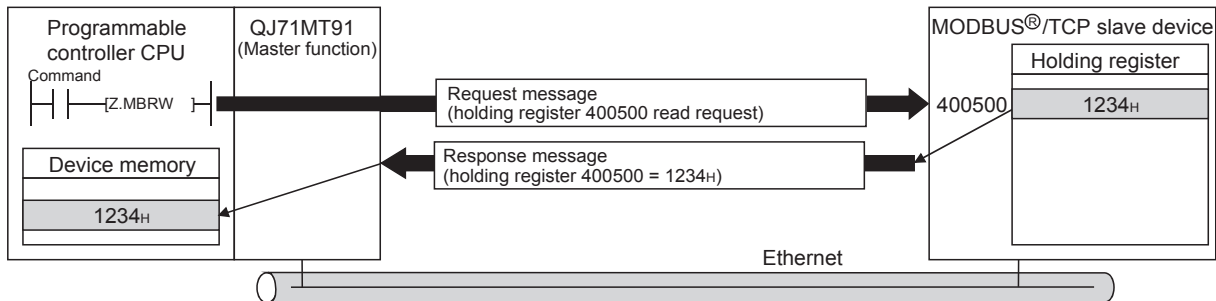 Programmable
controller CPU
Command
Z.MBRW
Device memory
1234H
QJ71MT91
(Master function)
Request message
(holding register 400500 read request)
Response message
(holding register 400500 = 1234H)
MODBUS®/TCP slave device
Holding register
400500
1234H
Ethernet